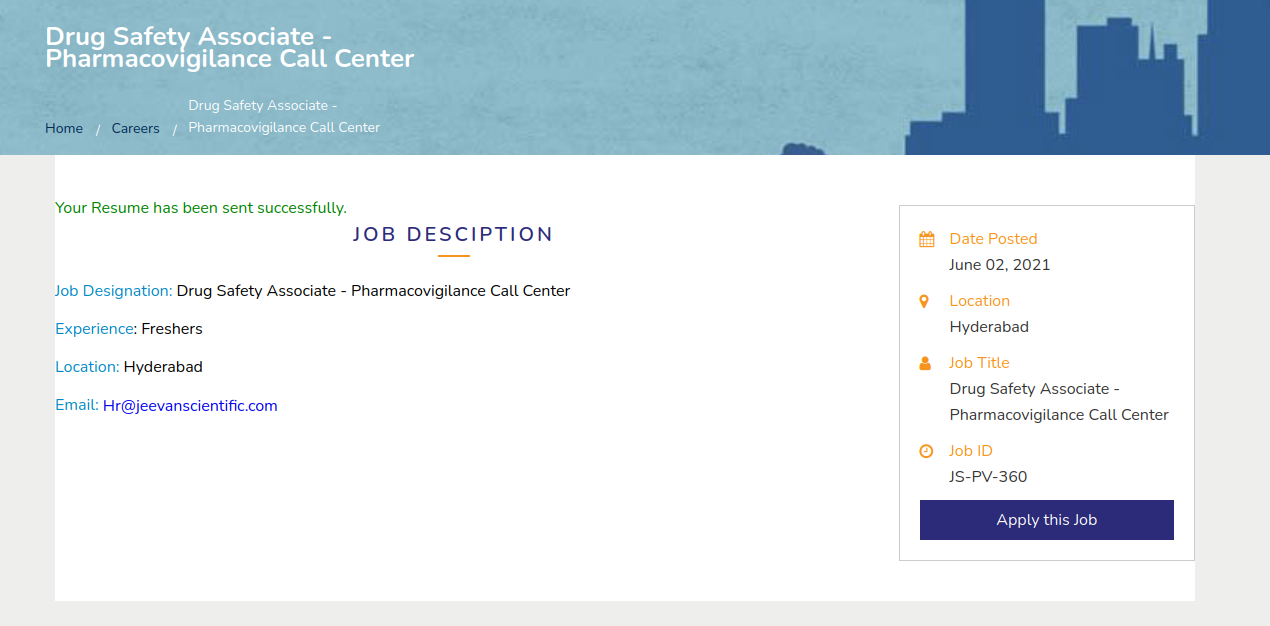 Drug Safety Associate -
Pharmacovigilance Call Center
Home / Careers / Drug Safety Associate -
Pharmacovigilance Call Center
Your Resume has been sent successfully.
JOB DESCIPTION
Job Designation: Drug Safety Associate - Pharmacovigilance Call Center
Experience: Freshers
Location: Hyderabad
Email: Hr@jeevanscientific.com
Date Posted
June 02, 2021
Location
Hyderabad
Job Title
Drug Safety Associate -
Pharmacovigilance Call Center
Job ID
JS-PV-360
Apply this Job